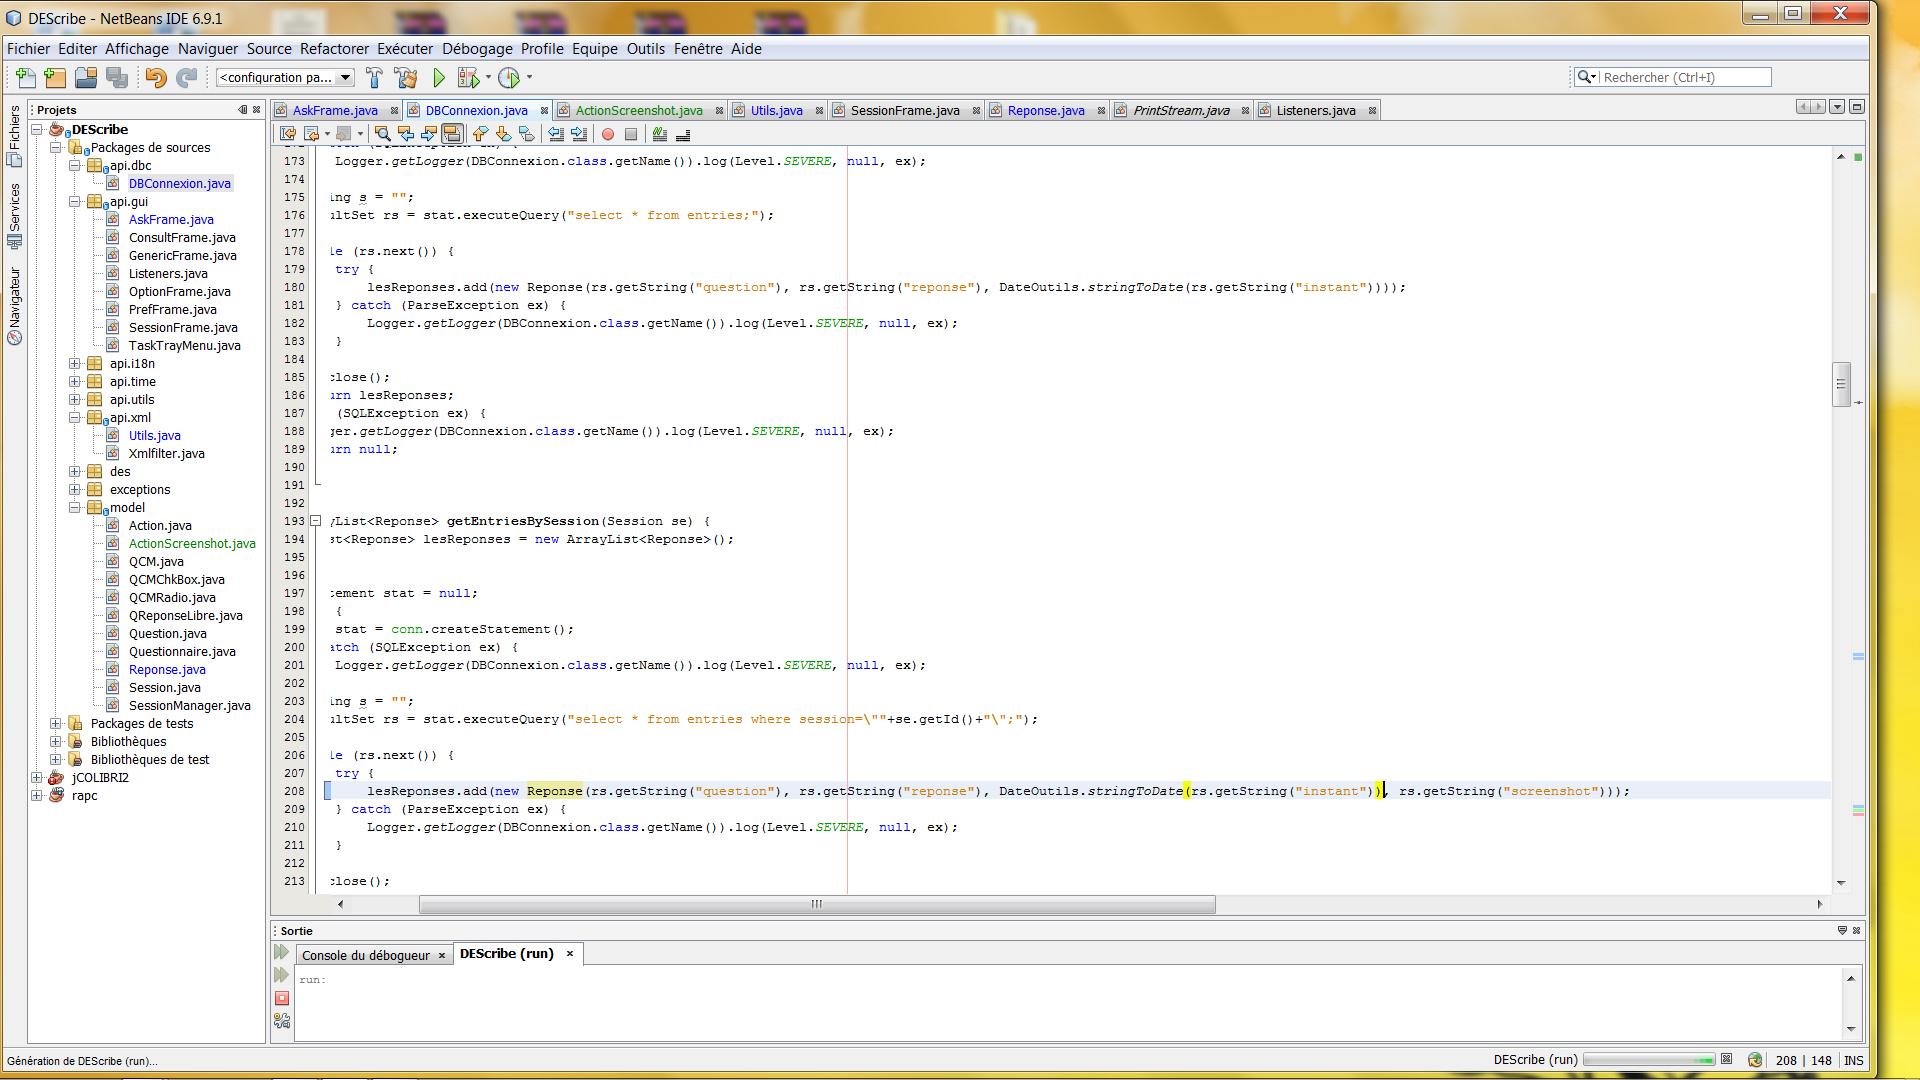 DEScribe - NetBeans IDE 6.9.1
Fichier Editer Affichage Naviguer Source Refactorer Exécuter Débogage Profile Equipe Outils Fenêtre Aide
<configuration pa...
Rechercher (Ctrl+I)
Fichiers
Services
Navigateur
Projets
DEScribe
Packages de sources
api.dbc
DBConnexion.java
api.gui
AskFrame.java
ConsultFrame.java
GenericFrame.java
Listeners.java
OptionFrame.java
PrefFrame.java
SessionFrame.java
TaskTrayMenu.java
api.i18n
api.time
api.utils
api.xml
Utils.java
Xmlfilter.java
des
exceptions
model
Action.java
ActionScreenshot.java
QCM.java
QCMChkBox.java
QCMRadio.java
QReponseLibre.java
Question.java
Questionnaire.java
Reponse.java
Session.java
SessionManager.java
Packages de tests
Bibliothèques
Bibliothèques de test
jCOLIBRI2
rapc
AskFrame.java DBConnexion.java ActionScreenshot.java Utils.java SessionFrame.java Reponse.java PrintStream.java Listeners.java
173 Logger.getLogger(DBConnexion.class.getName()).log(Level.SEVERE, null, ex);
174
175 ing s = "";
176 ultSet rs = stat.executeQuery("select * from entries;");
177
178 le (rs.next()) {
179 try {
180 lesReponses.add(new Reponse(rs.getString("question"), rs.getString("reponse"), DateOutils.stringToDate(rs.getString("instant"))));
181 } catch (ParseException ex) {
182 Logger.getLogger(DBConnexion.class.getName()).log(Level.SEVERE, null, ex);
183 }
184
185 close();
186 urn lesReponses;
187 (SQLException ex) {
188 ger.getLogger(DBConnexion.class.getName()).log(Level.SEVERE, null, ex);
189 urn null;
190
191
192
193 yList<Reponse> getEntriesBySession(Session se) {
194 st<Reponse> lesReponses = new ArrayList<Reponse>();
195
196
197 tement stat = null;
198 {
199 stat = conn.createStatement();
200 atch (SQLException ex) {
201 Logger.getLogger(DBConnexion.class.getName()).log(Level.SEVERE, null, ex);
202
203 ing s = "";
204 ultSet rs = stat.executeQuery("select * from entries where session=\""+se.getId()+"\";");
205
206 le (rs.next()) {
207 try {
208 lesReponses.add(new Reponse(rs.getString("question"), rs.getString("reponse"), DateOutils.stringToDate(rs.getString("instant")), rs.getString("screenshot")));
209 } catch (ParseException ex) {
210 Logger.getLogger(DBConnexion.class.getName()).log(Level.SEVERE, null, ex);
211 }
212
213 close();
Sortie
Console du débogueur DEScribe (run)
run:
Génération de DEScribe (run)...
DEScribe (run) 208 | 148 INS